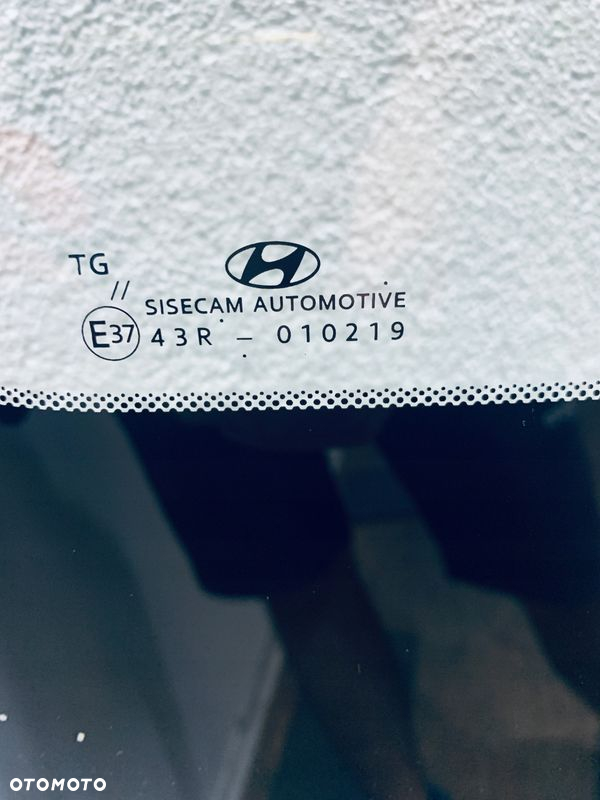 TG
//
SISECAM AUTOMOTIVE
E37 43R - 010219
OTOMOTO